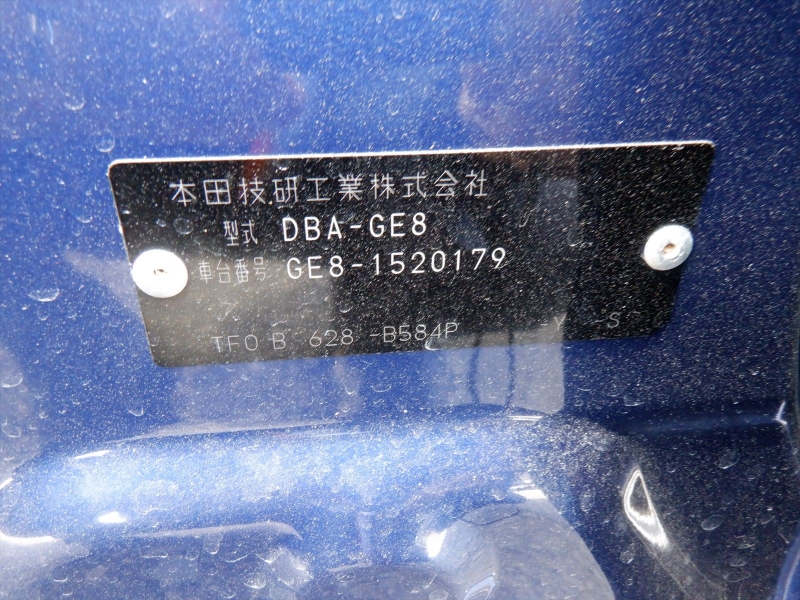 本田技研工業株式会社
型式 DBA-GE8
車台番号 GE8-1520179
TF0 B 628 -B584P Y -S